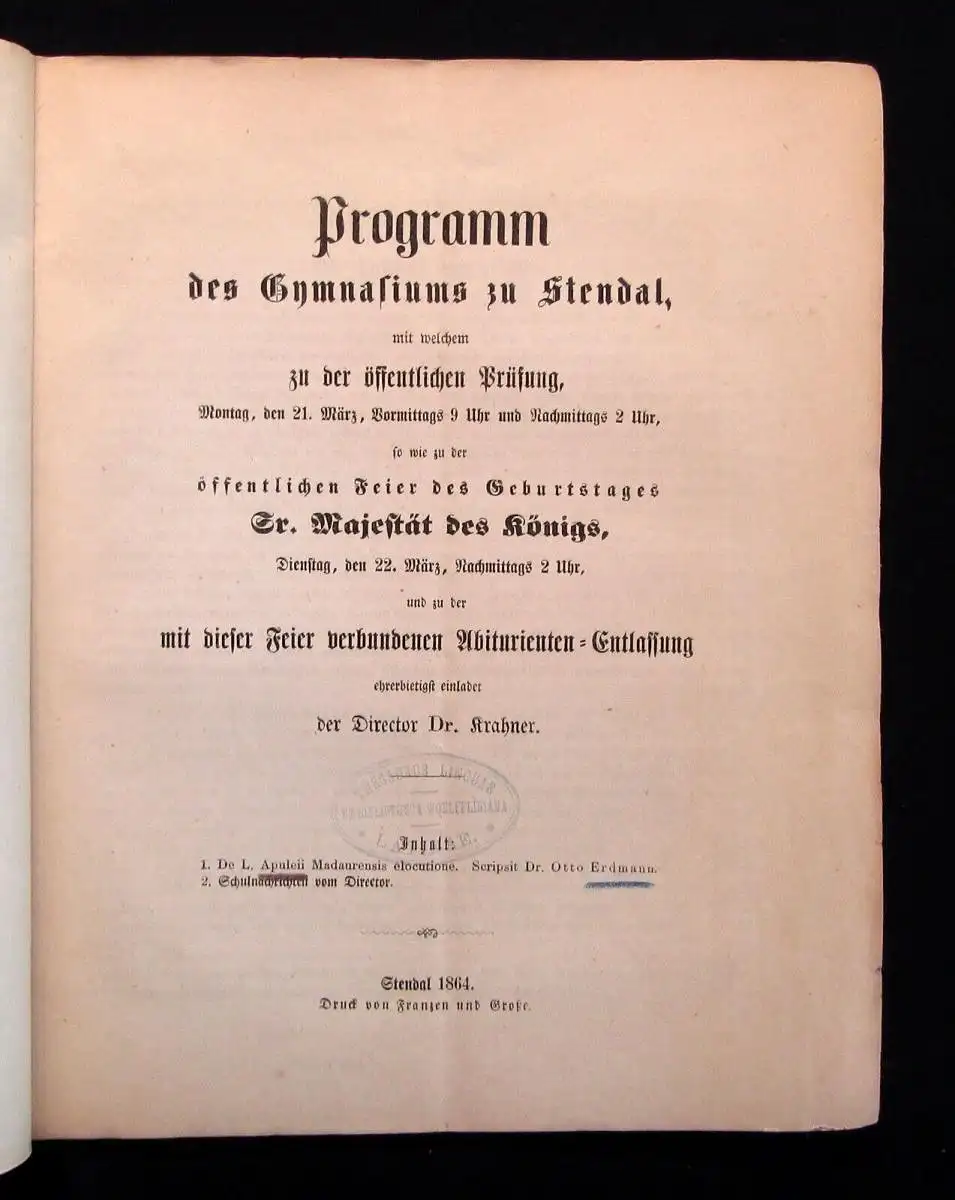 Programm
des Gymnasiums zu Stendal,
mit welchem
zu der öffentlichen Prüfung,
Montag, den 21. März, Vormittags 9 Uhr und Nachmittags 2 Uhr,
so wie zu der
öffentlichen Feier des Geburtstages
Sr. Majestät des Königs,
Dienstag, den 22. März, Nachmittags 2 Uhr,
und zu der
mit dieser Feier verbundenen Abiturienten-Entlassung
ehrerbietigst einladet
der Director Dr. Krahner.
THESAURUS LINGUAE
WOELFFLINIANA
LATINAE.
Inhalt:
1. De L. Apuleii Madaurensis elocutione. Scripsit Dr. Otto Erdmann.
2. Schulnachrichten vom Director.
Stendal 1864.
Druck von Franzen und Große.